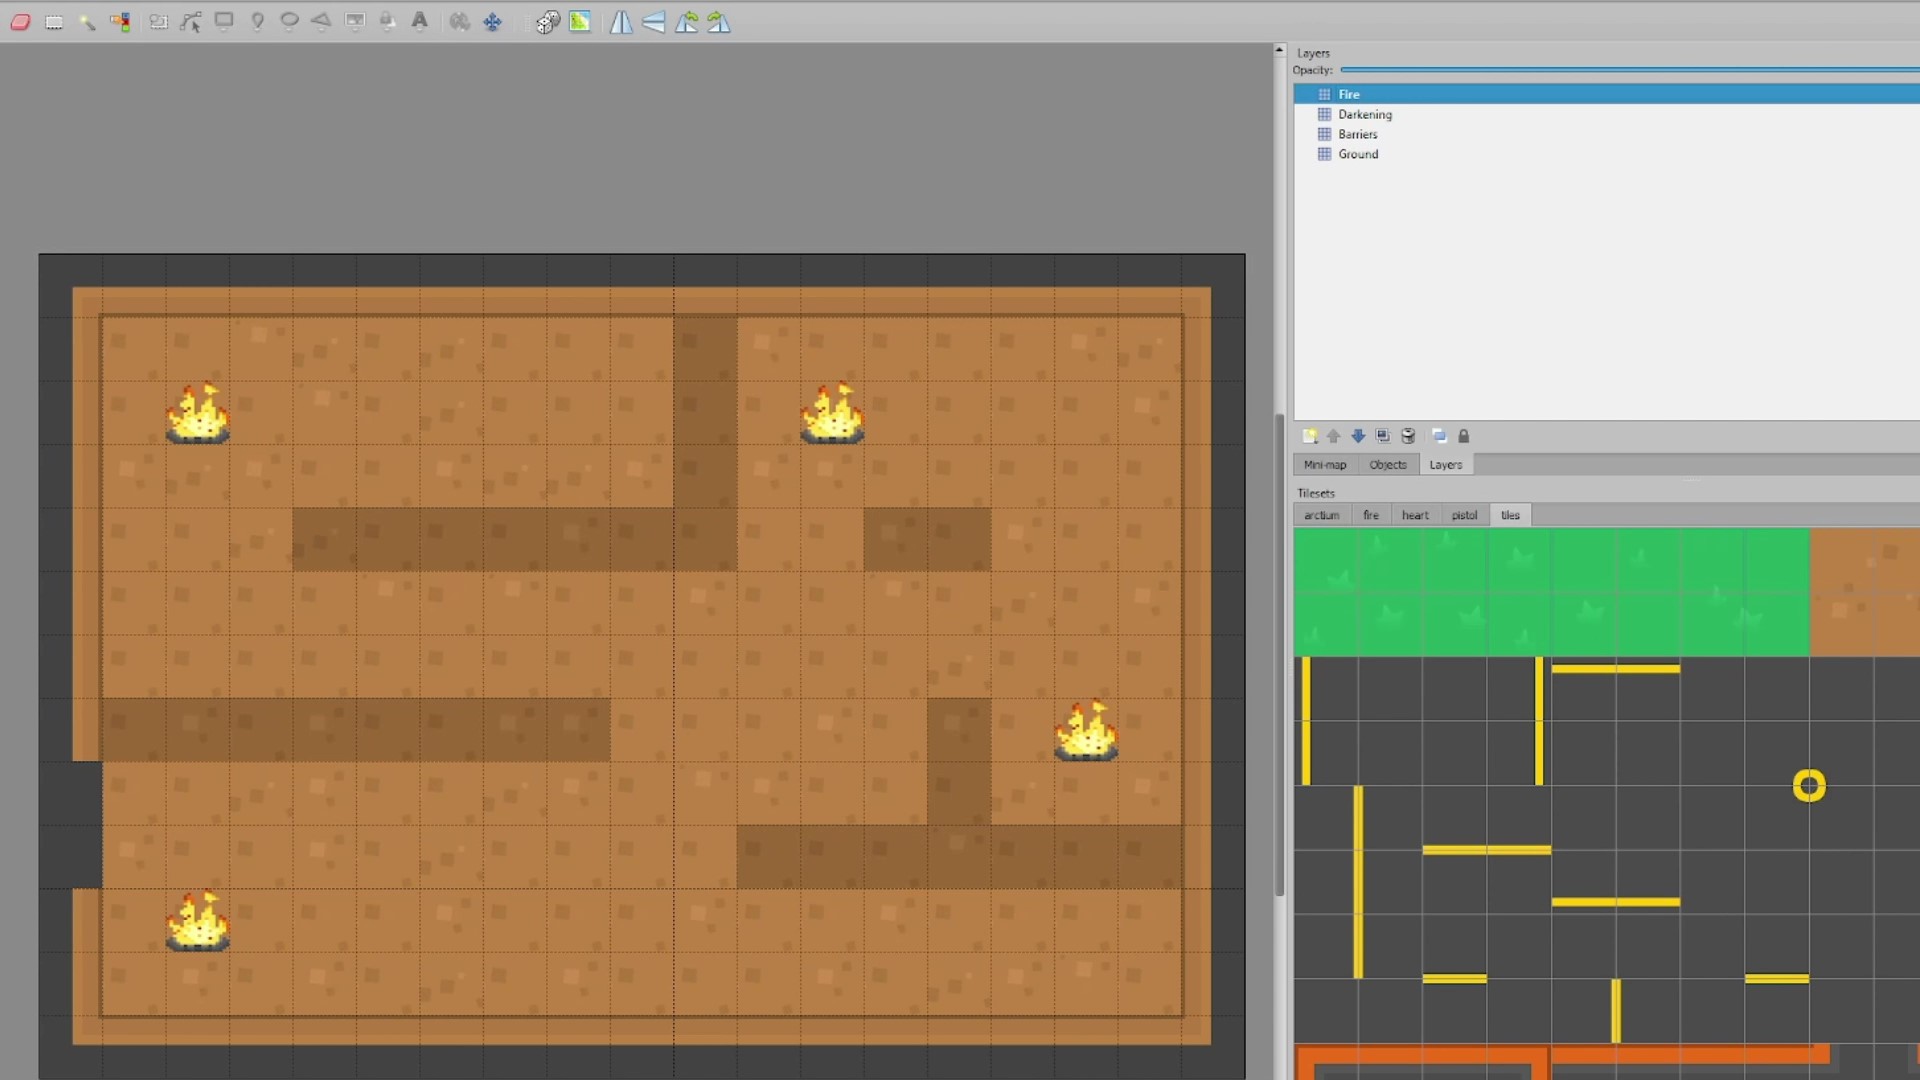 Layers
Opacity:
Fire
Darkening
Barriers
Ground
Mini-map Objects Layers
Tilesets
arctium fire heart pistol tiles